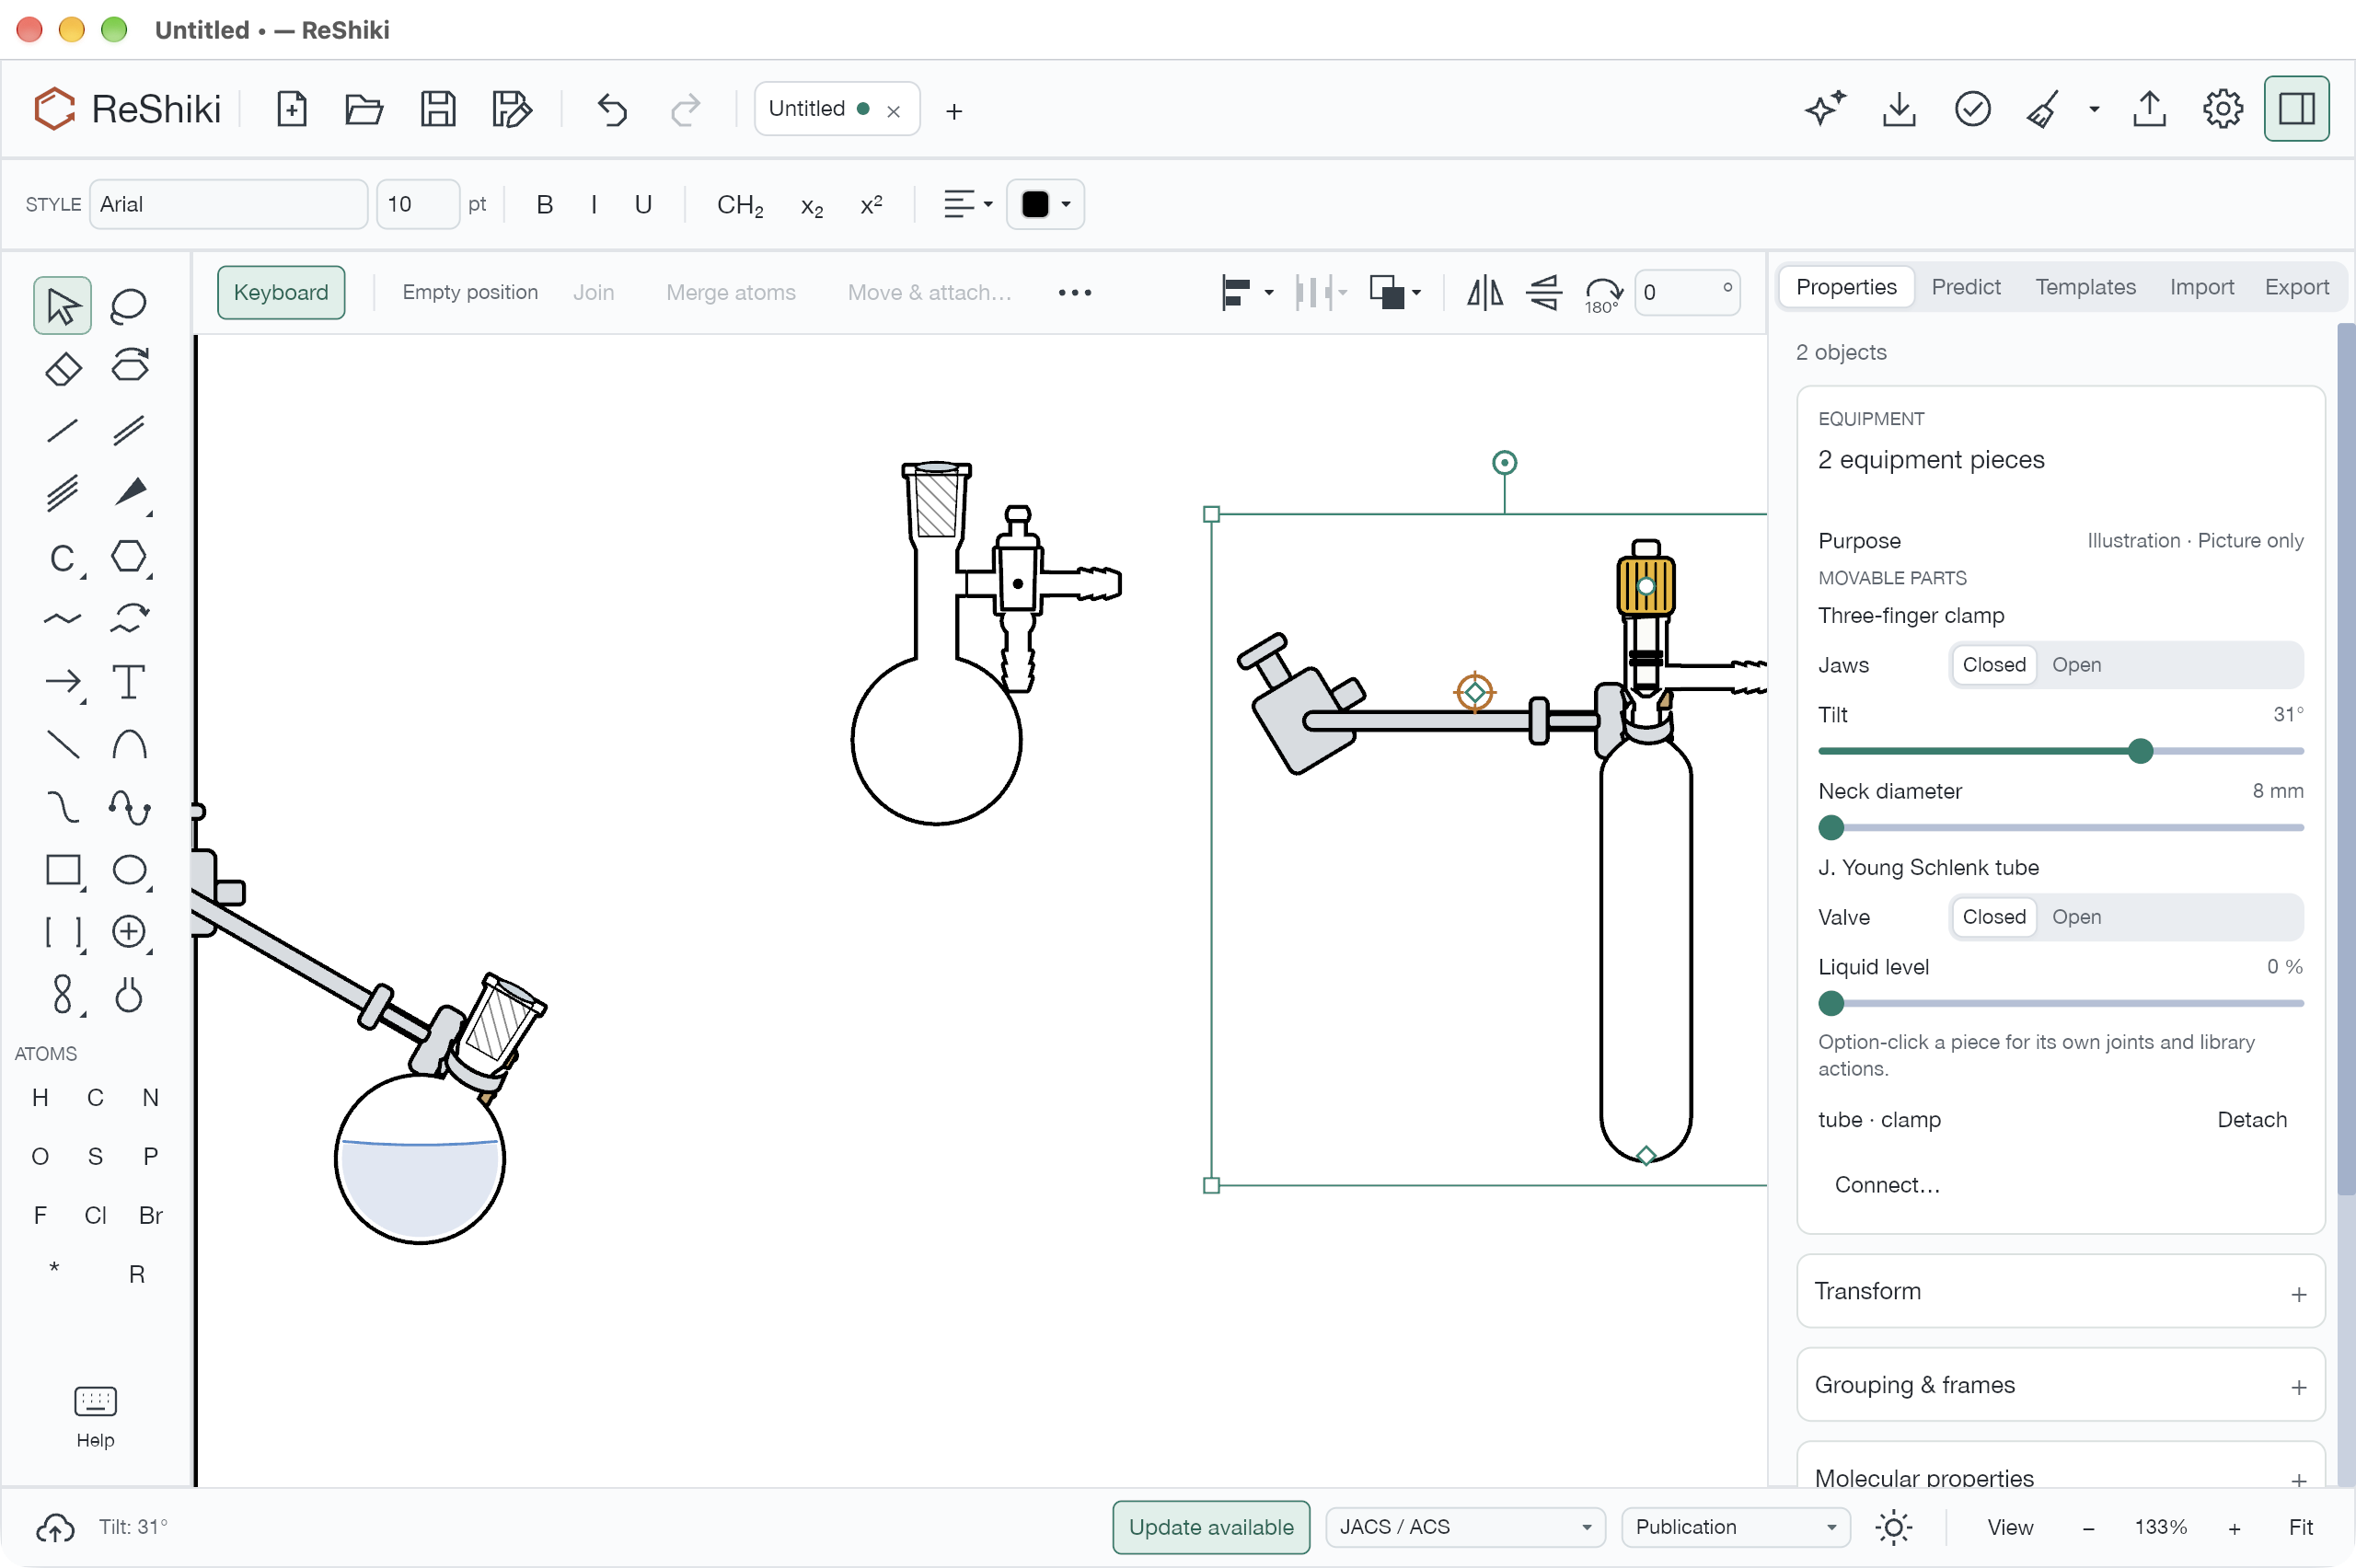 Untitled • — ReShiki
ReShiki
Untitled
STYLE Arial 10 pt B I U CH₂ x₂ x²
Keyboard Empty position Join Merge atoms Move & attach... 180° 0 °
Properties Predict Templates Import Export
2 objects
EQUIPMENT
2 equipment pieces
Purpose Illustration · Picture only
MOVABLE PARTS
Three-finger clamp
Jaws Closed Open
Tilt 31°
Neck diameter 8 mm
J. Young Schlenk tube
Valve Closed Open
Liquid level 0 %
Option-click a piece for its own joints and library
actions.
tube · clamp Detach
Connect...
Transform +
Grouping & frames +
Molecular properties +
C
T
[ ]
ATOMS
H C N
O S P
F Cl Br
* R
Help
Tilt: 31° Update available JACS / ACS Publication View − 133% + Fit